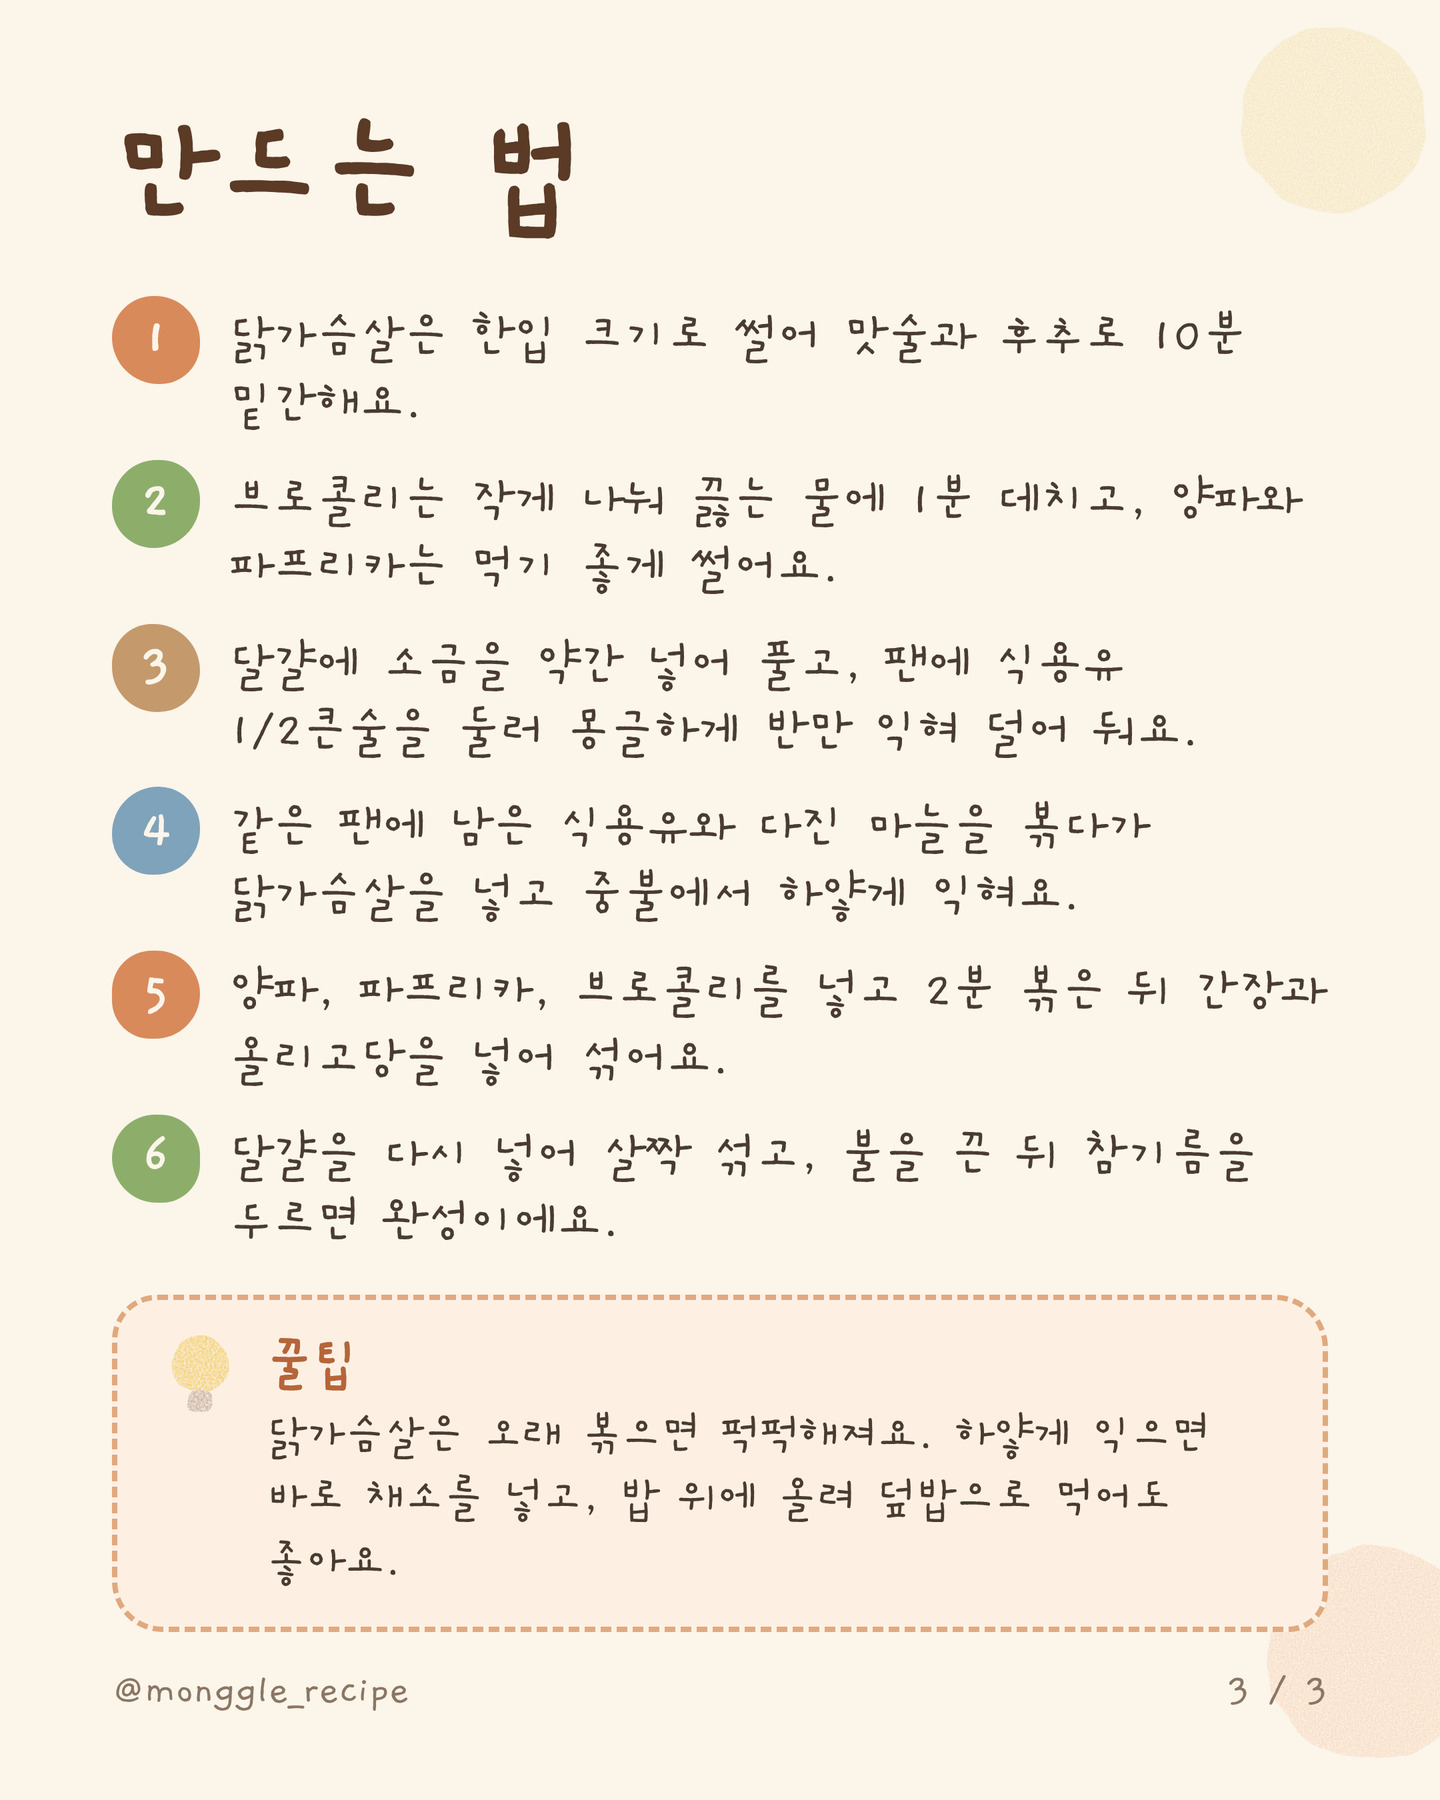 만드는 법
1 닭가슴살은 한입 크기로 썰어 맛술과 후추로 10분
밑간해요.
2 브로콜리는 작게 나눠 끓는 물에 1분 데치고, 양파와
파프리카는 먹기 좋게 썰어요.
3 달걀에 소금을 약간 넣어 풀고, 팬에 식용유
1/2큰술을 둘러 몽글하게 반만 익혀 덜어 둬요.
4 같은 팬에 남은 식용유와 다진 마늘을 볶다가
닭가슴살을 넣고 중불에서 하얗게 익혀요.
5 양파, 파프리카, 브로콜리를 넣고 2분 볶은 뒤 간장과
올리고당을 넣어 섞어요.
6 달걀을 다시 넣어 살짝 섞고, 불을 끈 뒤 참기름을
두르면 완성이에요.
꿀팁
닭가슴살은 오래 볶으면 퍽퍽해져요. 하얗게 익으면
바로 채소를 넣고, 밥 위에 올려 덮밥으로 먹어도
좋아요.
@monggle_recipe
3 / 3